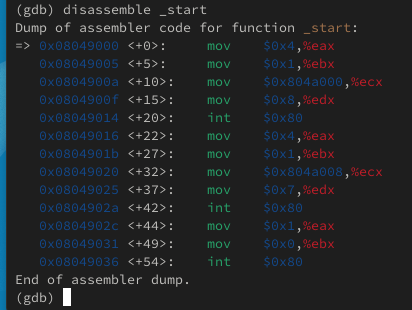 (gdb) disassemble _start
Dump of assembler code for function _start:
=> 0x08049000 <+0>:     mov    $0x4,%eax
   0x08049005 <+5>:     mov    $0x1,%ebx
   0x0804900a <+10>:    mov    $0x804a000,%ecx
   0x0804900f <+15>:    mov    $0x8,%edx
   0x08049014 <+20>:    int    $0x80
   0x08049016 <+22>:    mov    $0x4,%eax
   0x0804901b <+27>:    mov    $0x1,%ebx
   0x08049020 <+32>:    mov    $0x804a008,%ecx
   0x08049025 <+37>:    mov    $0x7,%edx
   0x0804902a <+42>:    int    $0x80
   0x0804902c <+44>:    mov    $0x1,%eax
   0x08049031 <+49>:    mov    $0x0,%ebx
   0x08049036 <+54>:    int    $0x80
End of assembler dump.
(gdb)